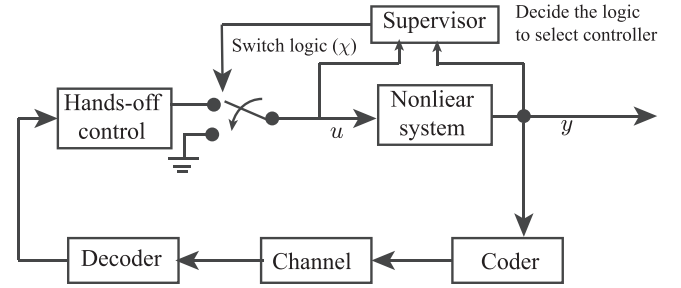 Supervisor
Decide the logic
to select controller
Switch logic (χ)
Hands-off
control
Nonliear
system
u
y
Decoder
Channel
Coder